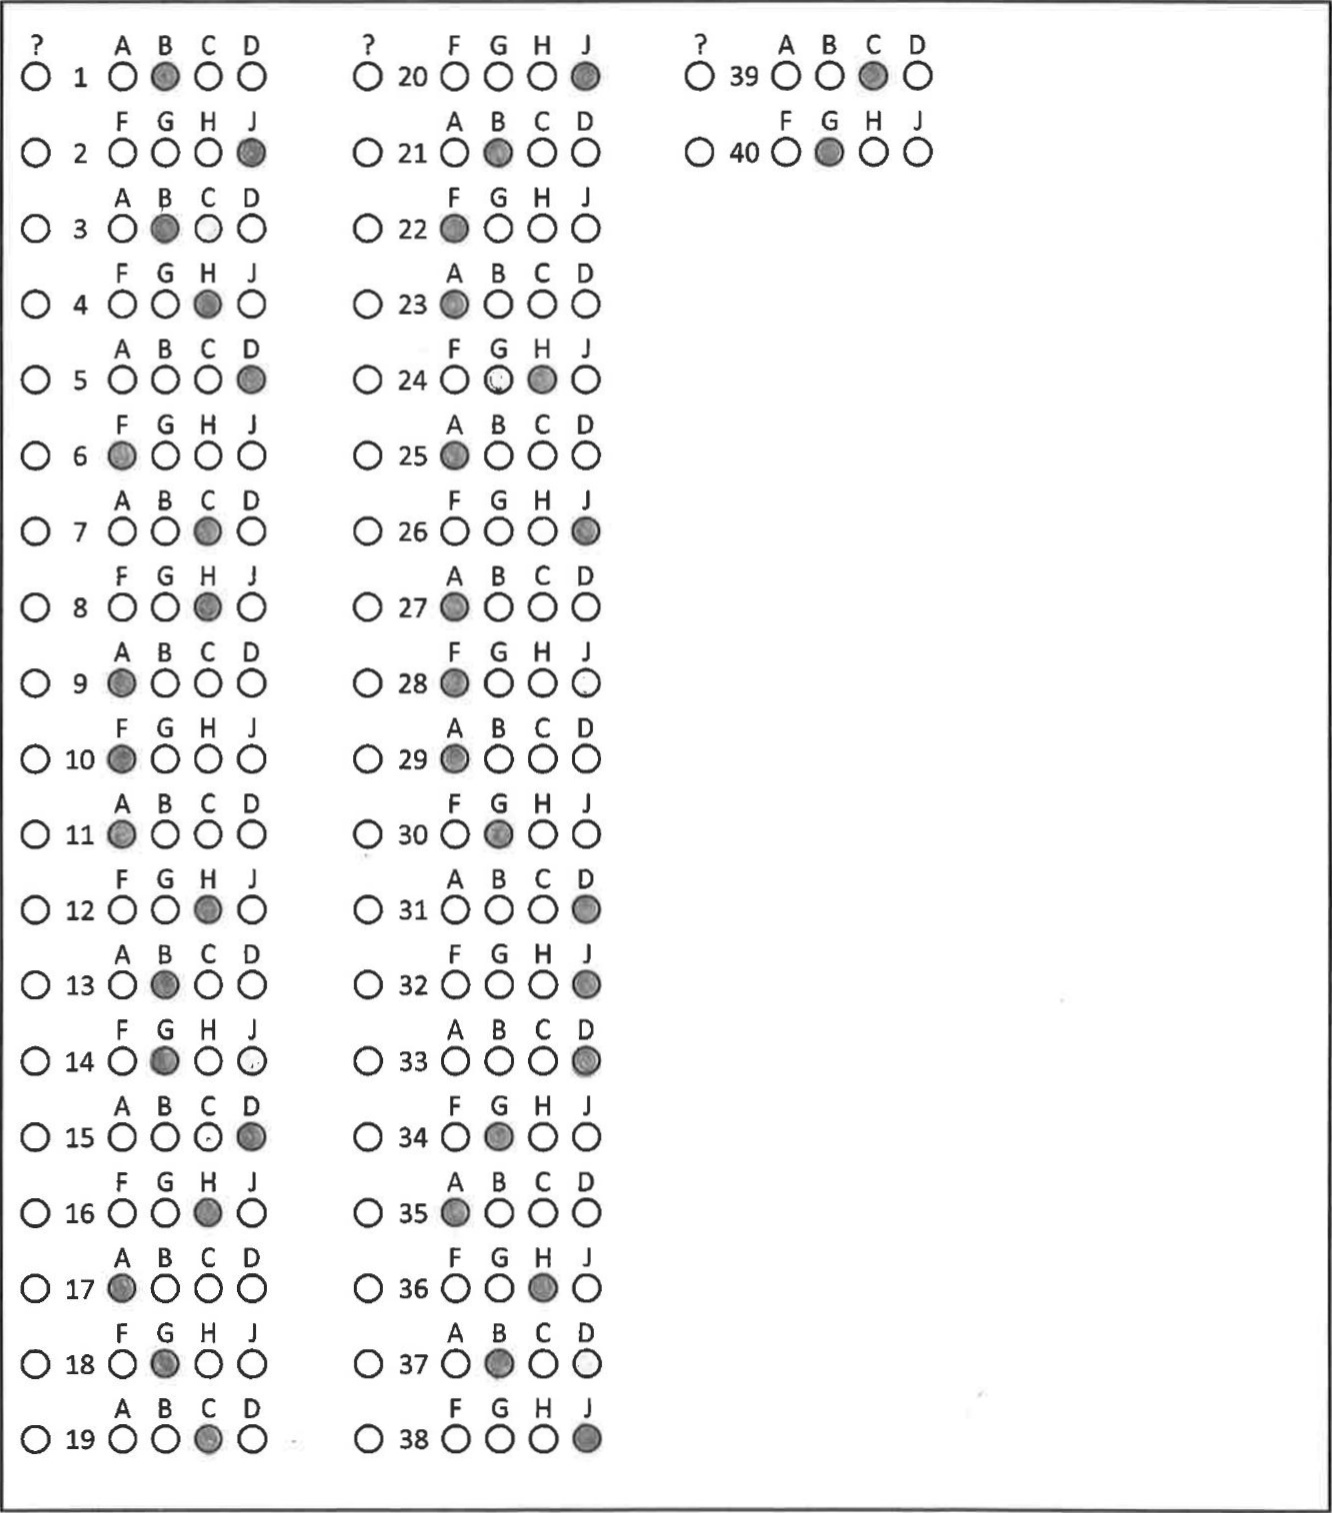 ? A B C D
1
F G H J
2
A B C D
3
F G H J
4
A B C D
5
F G H J
6
A B C D
7
F G H J
8
A B C D
9
F G H J
10
A B C D
11
F G H J
12
A B C D
13
F G H J
14
A B C D
15
F G H J
16
A B C D
17
F G H J
18
A B C D
19
? F G H J
20
A B C D
21
F G H J
22
A B C D
23
F G H J
24
A B C D
25
F G H J
26
A B C D
27
F G H J
28
A B C D
29
F G H J
30
A B C D
31
F G H J
32
A B C D
33
F G H J
34
A B C D
35
F G H J
36
A B C D
37
F G H J
38
? A B C D
39
F G H J
40